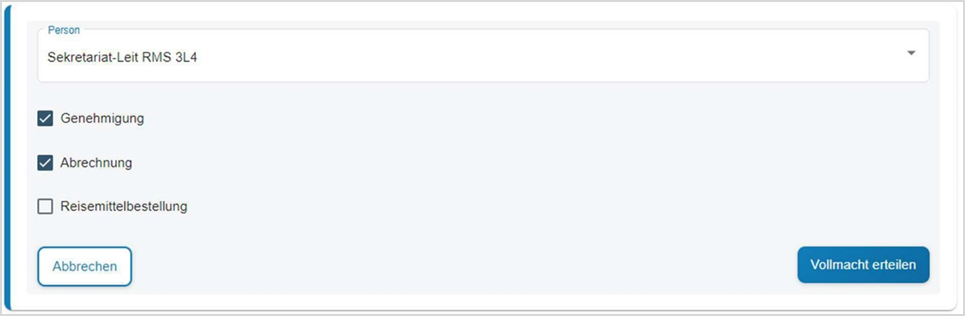 Person
Sekretariat-Leit RMS 3L4
Genehmigung
Abrechnung
Reisemittelbestellung
Abbrechen
Vollmacht erteilen